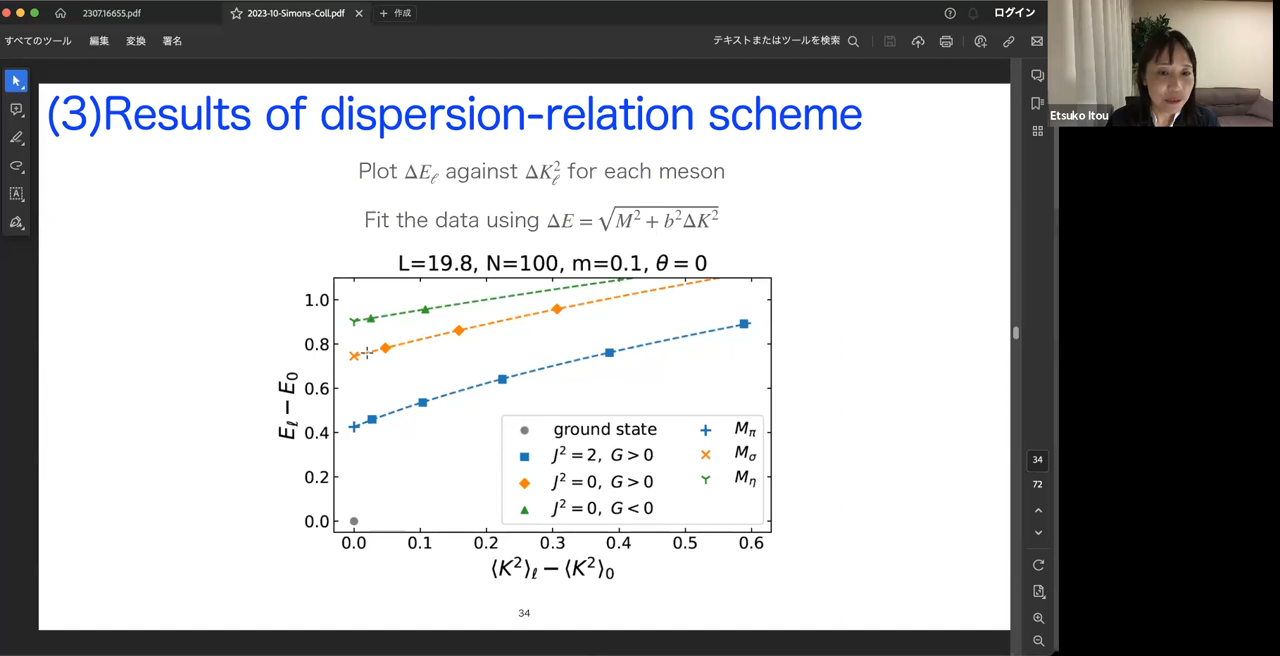 2307.16655.pdf
2023-10-Simons-Coll.pdf
作成
ログイン
すべてのツール 編集 変換 署名
テキストまたはツールを検索
Etsuko Itou
(3)Results of dispersion-relation scheme
Plot ΔE_ℓ against ΔK_ℓ^2 for each meson
Fit the data using ΔE = √(M^2 + b^2ΔK^2)
L=19.8, N=100, m=0.1, θ=0
E_ℓ − E_0
1.0
0.8
0.6
0.4
0.2
0.0
ground state
J^2 = 2, G > 0
J^2 = 0, G > 0
J^2 = 0, G < 0
M_π
M_σ
M_η
0.0 0.1 0.2 0.3 0.4 0.5 0.6
⟨K^2⟩_ℓ − ⟨K^2⟩_0
34
34
72